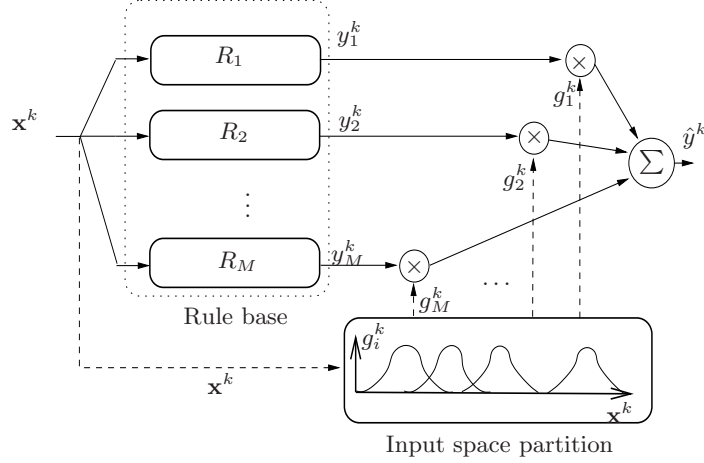 R_1
y_1^k
×
g_1^k
x^k
R_2
y_2^k
×
∑
ŷ^k
g_2^k
⋮
R_M
y_M^k
×
g_M^k
...
Rule base
g_i^k
x^k
x^k
Input space partition